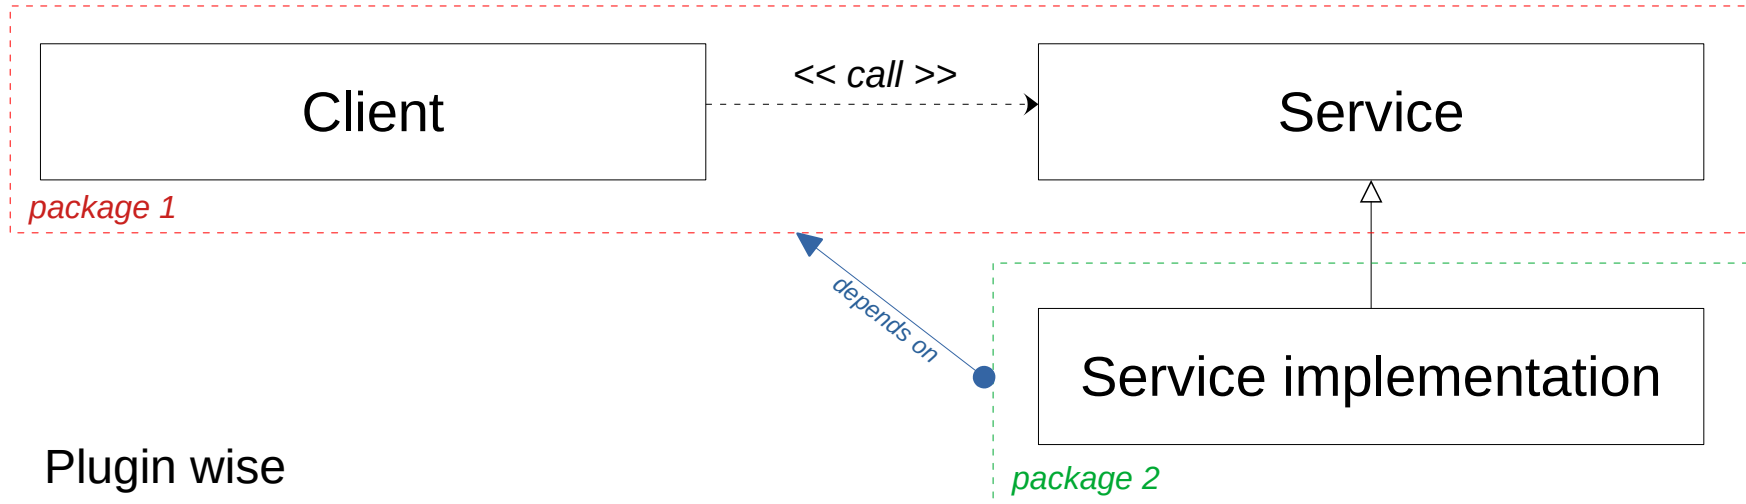 << call >>
Client
Service
package 1
depends on
Service implementation
Plugin wise
package 2